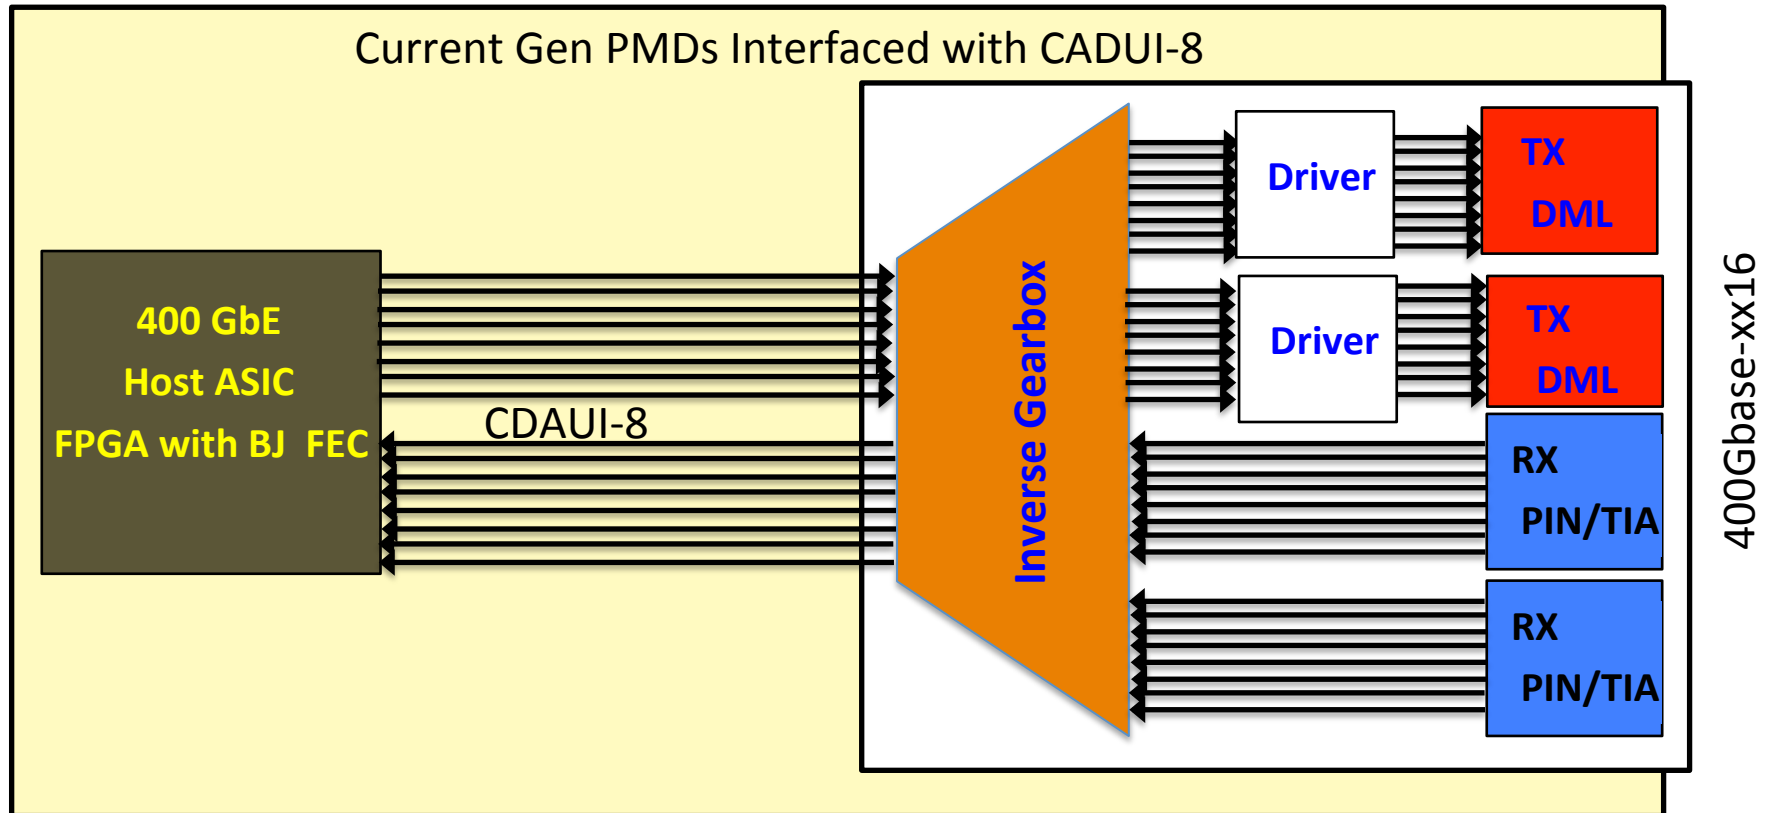 Current Gen PMDs Interfaced with CADUI-8
400 GbE
Host ASIC
FPGA with BJ FEC
CDAUI-8
Inverse Gearbox
Driver
TX
DML
Driver
TX
DML
RX
PIN/TIA
RX
PIN/TIA
400Gbase-xx16